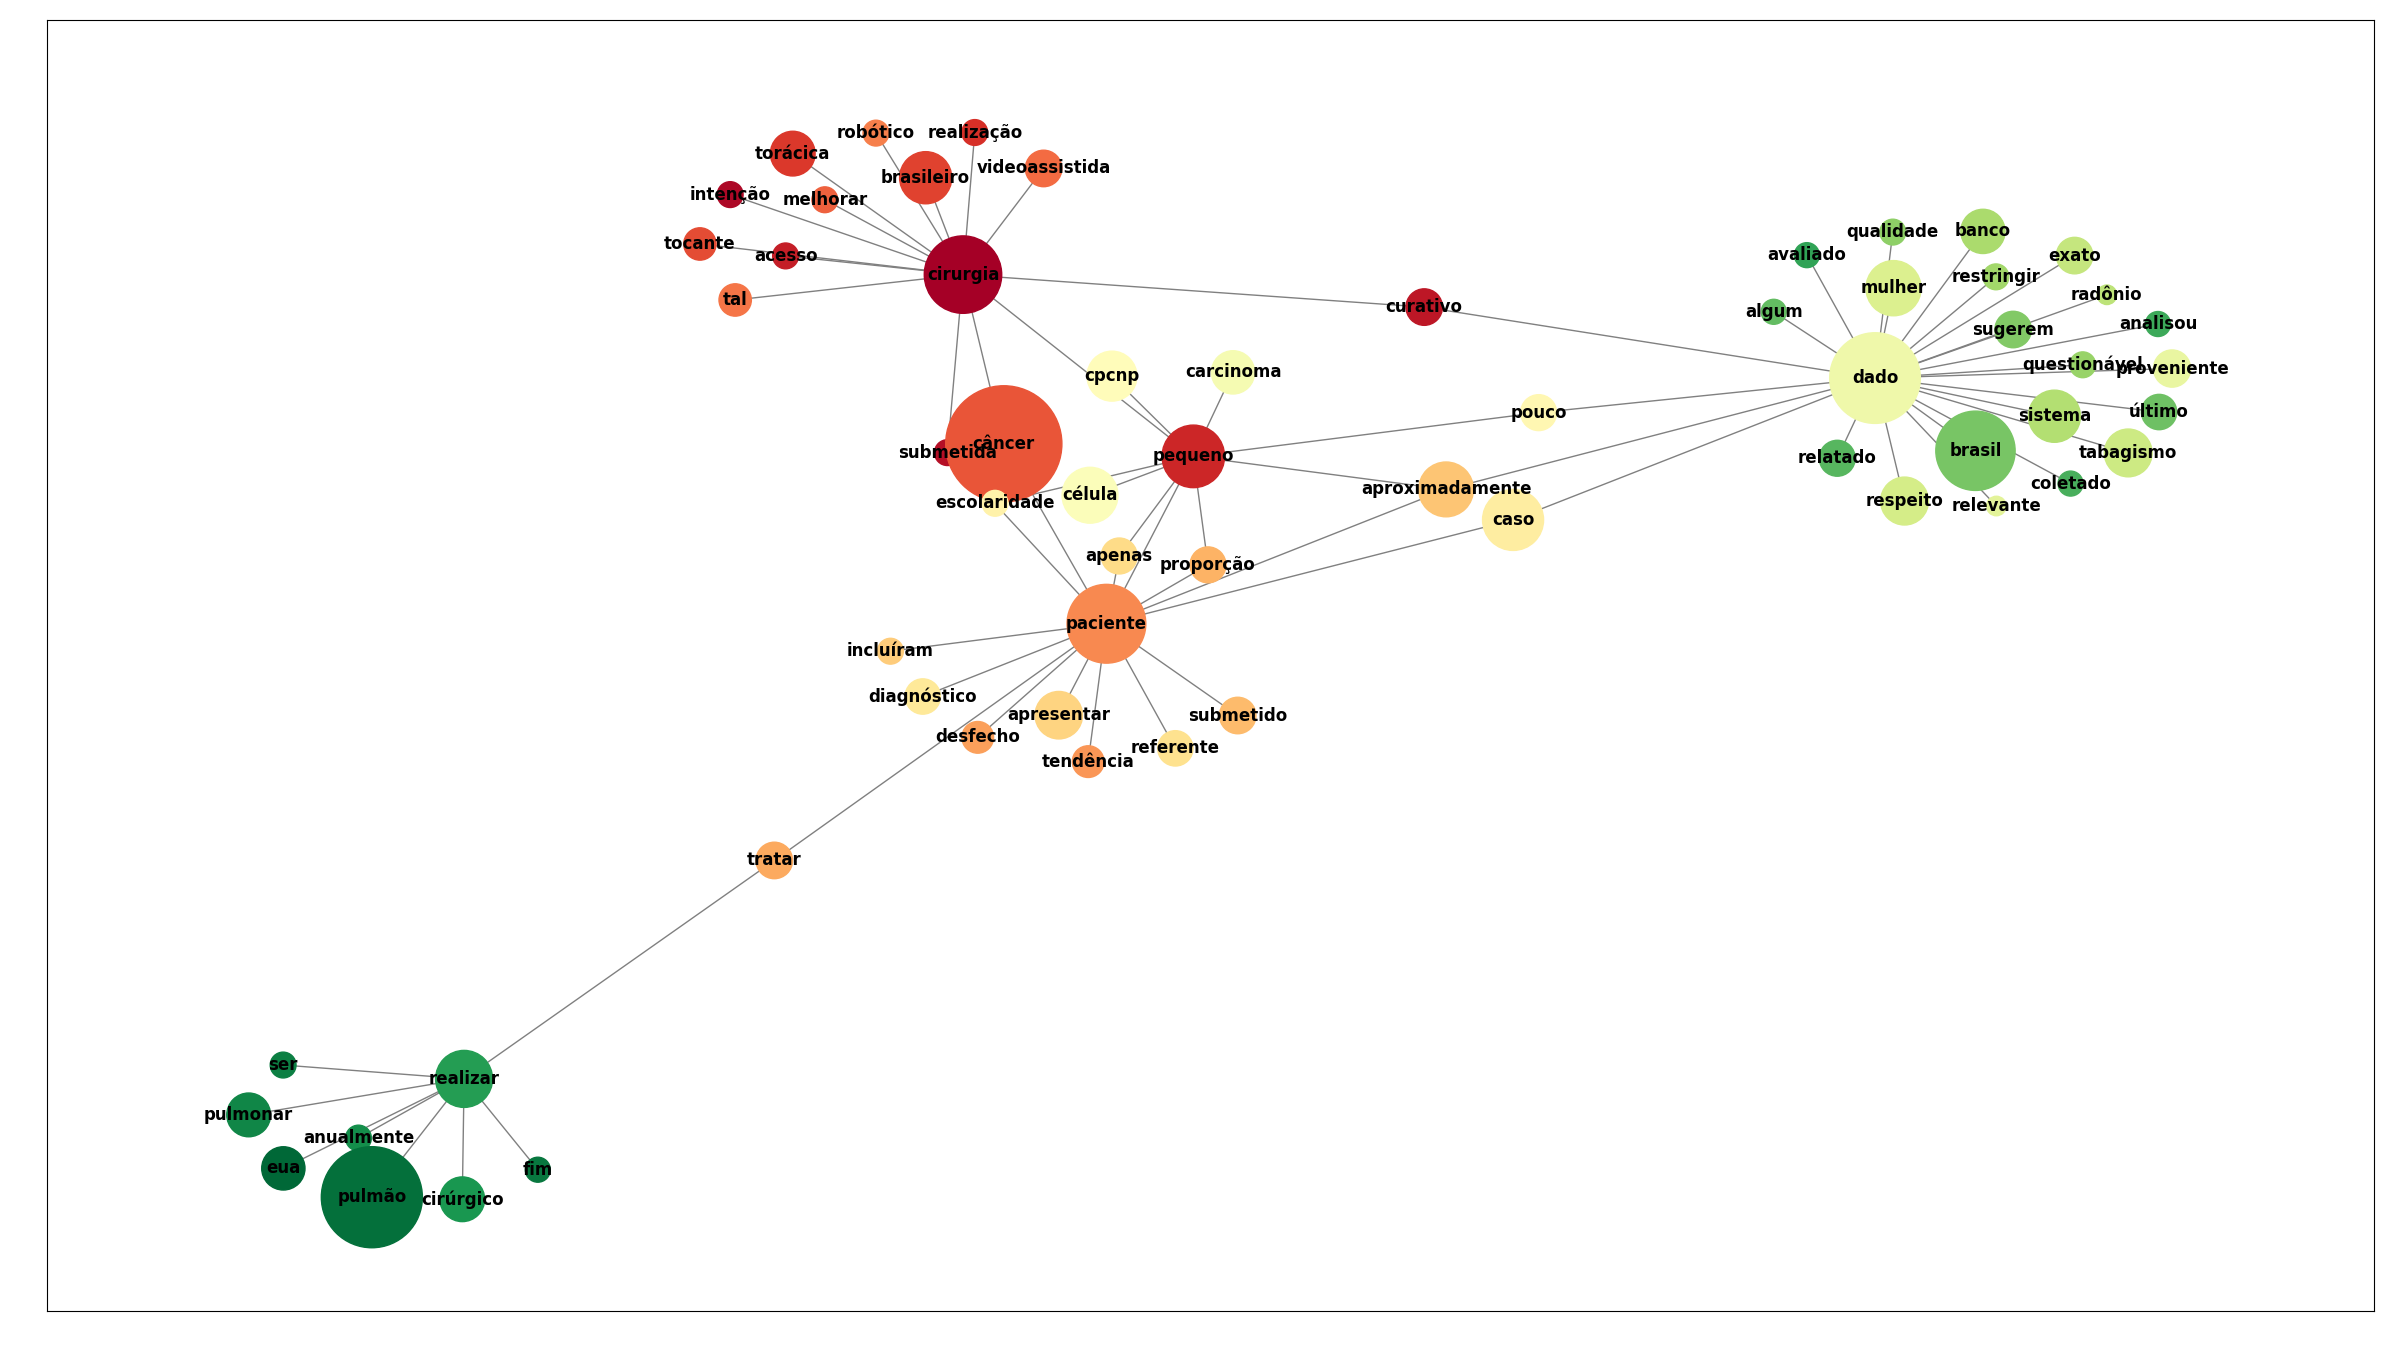 robótico
realização
torácica
videoassistida
brasileiro
intenção
melhorar
tocante
acesso
cirurgia
tal
curativo
qualidade
banco
avaliado
exato
restringir
mulher
radônio
algum
analisou
sugerem
questionável
proveniente
dado
cpcnp
carcinoma
pouco
último
sistema
câncer
submetida
pequeno
relatado
brasil
tabagismo
coletado
aproximadamente
célula
escolaridade
respeito
relevante
caso
apenas
proporção
paciente
incluíram
diagnóstico
apresentar
submetido
desfecho
referente
tendência
tratar
ser
realizar
pulmonar
anualmente
eua
fim
pulmão
cirúrgico